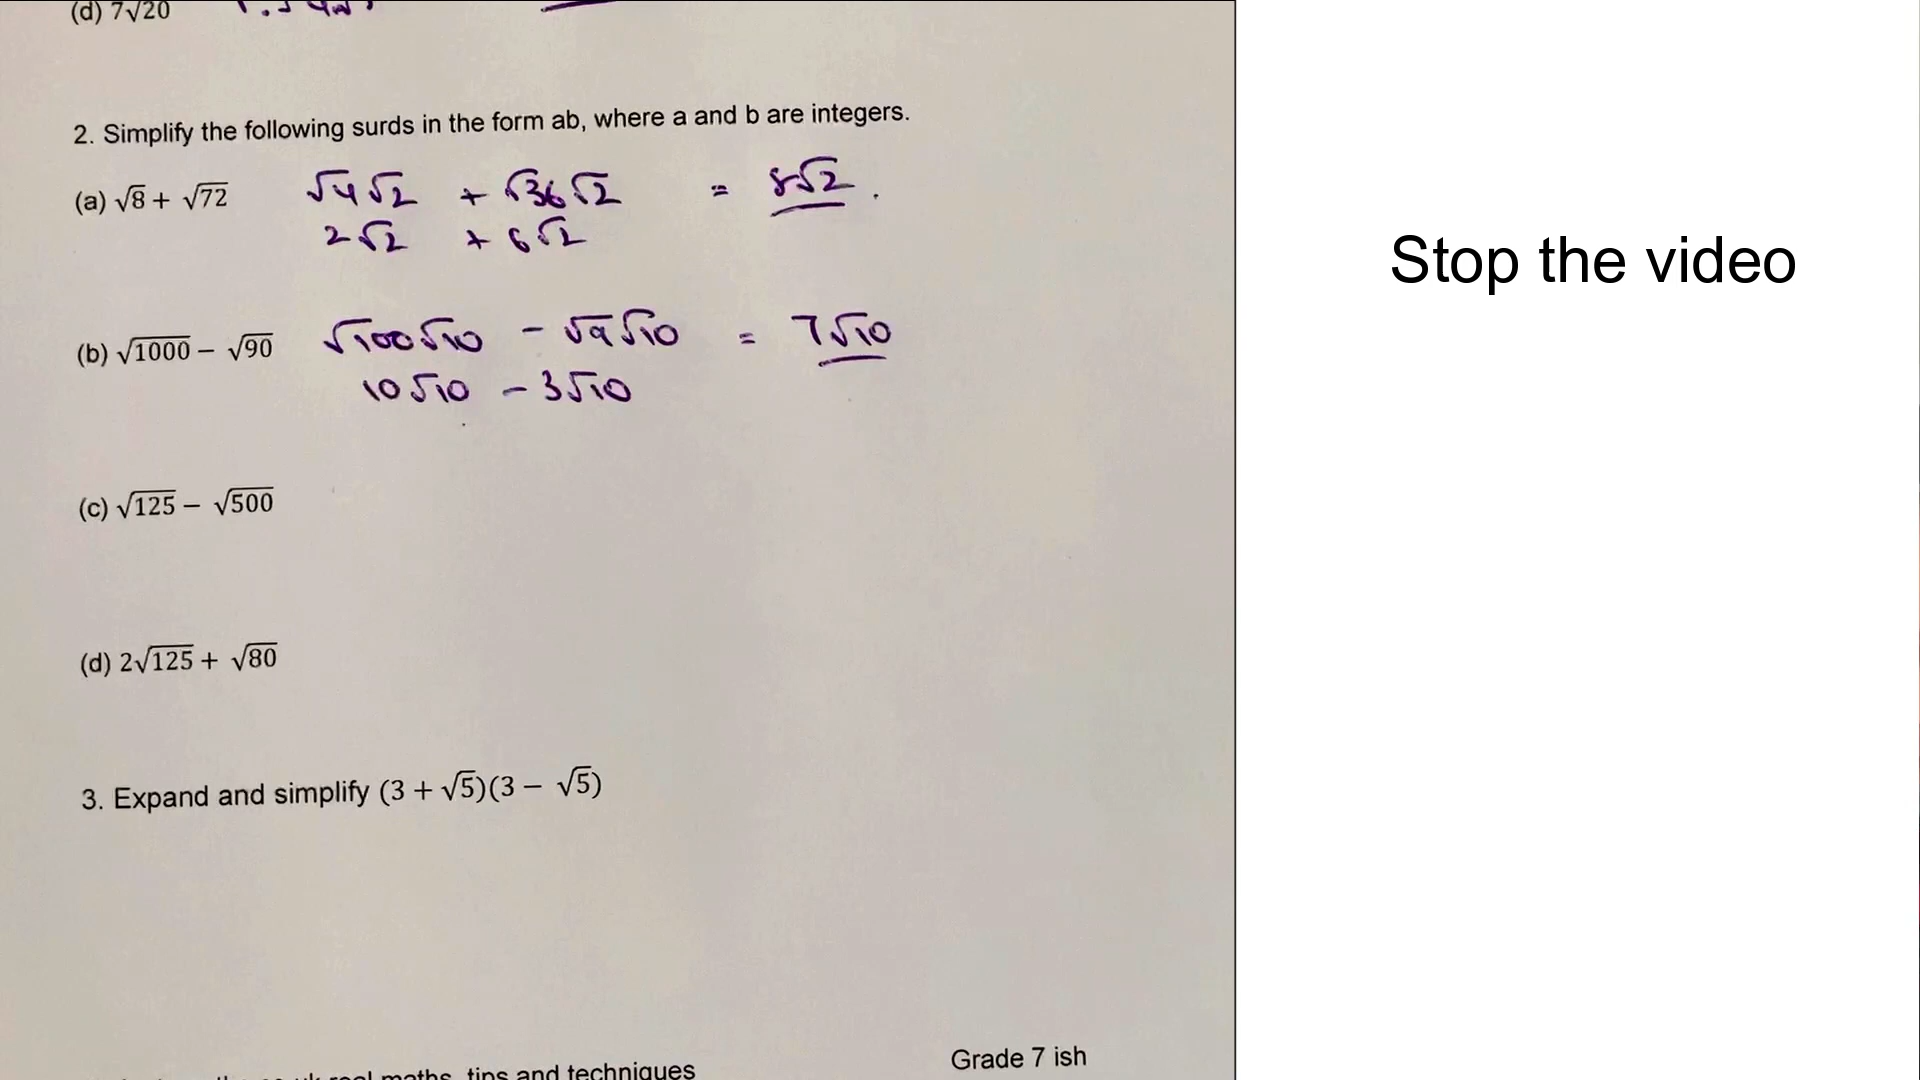 (d) 7√20
2. Simplify the following surds in the form ab, where a and b are integers.
(a) √8 + √72 √4√2 + √36√2 = 8√2.
2√2 + 6√2
(b) √1000 − √90 √100√10 − √9√10 = 7√10
10√10 − 3√10
(c) √125 − √500
(d) 2√125 + √80
3. Expand and simplify (3 + √5)(3 − √5)
Grade 7 ish
real maths, tips and techniques
Stop the video